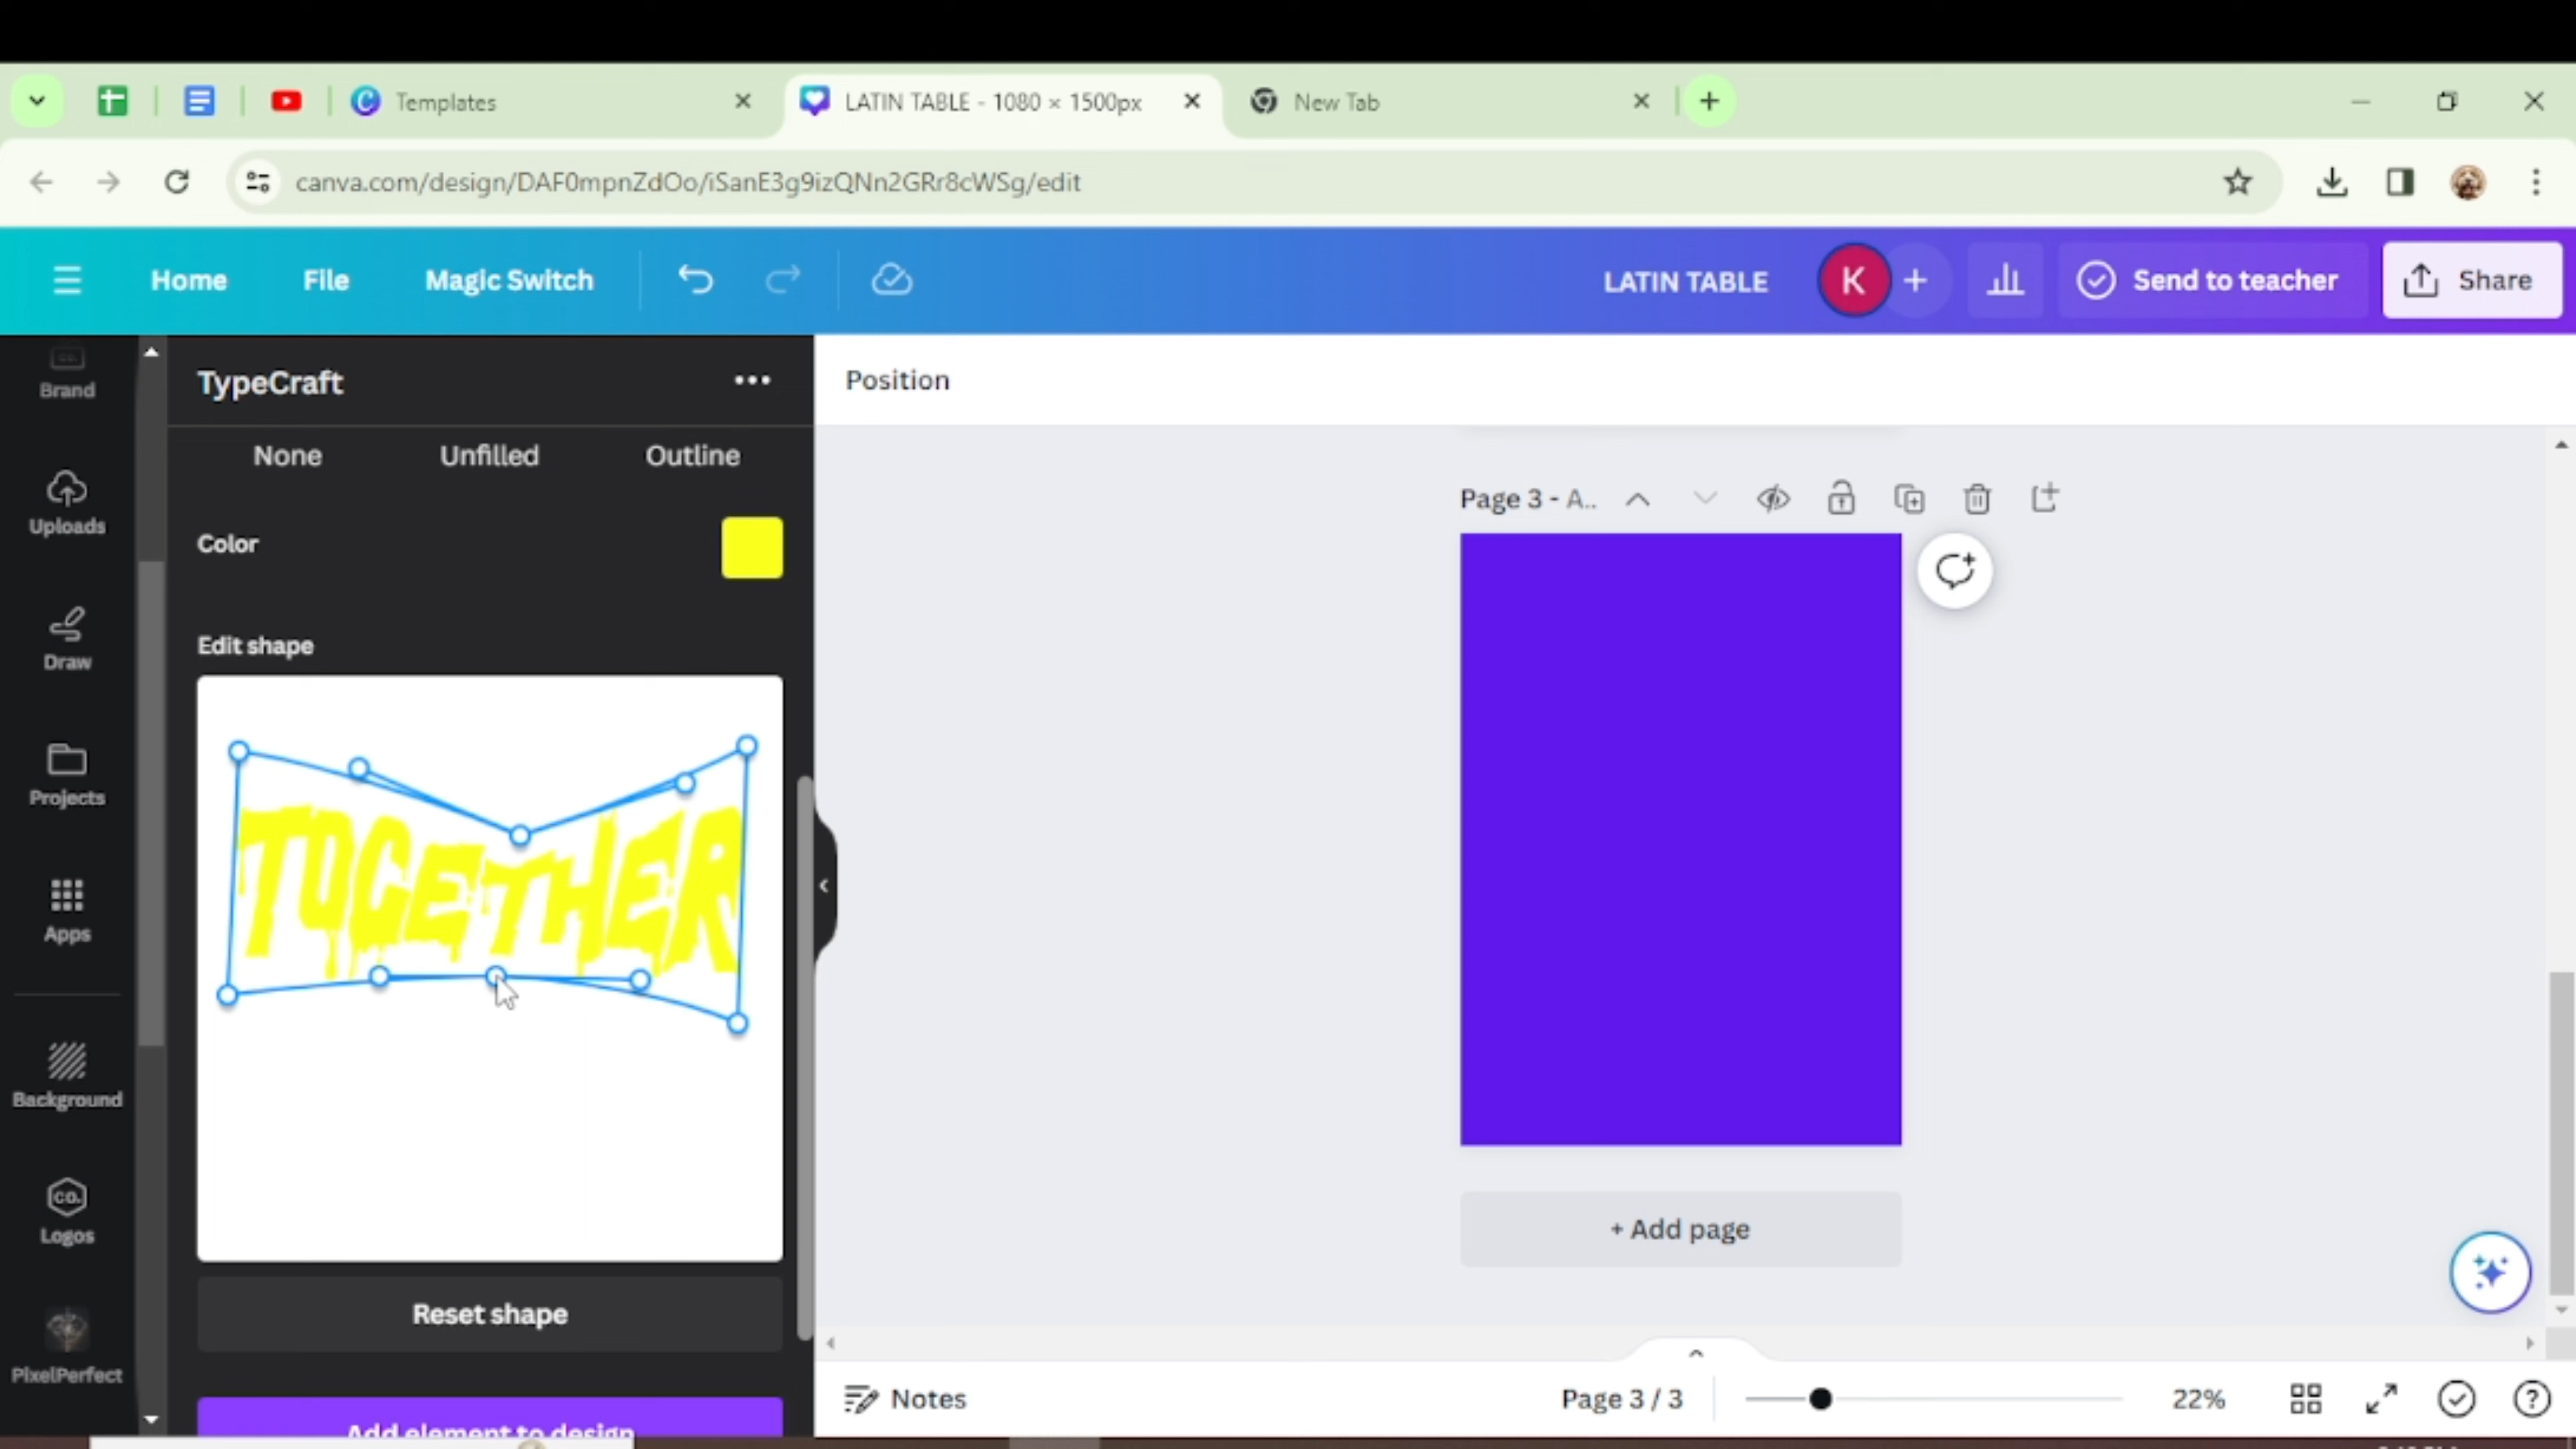 Templates
LATIN TABLE - 1080 × 1500px
New Tab
canva.com/design/DAF0mpnZdOo/iSanE3g9izQNn2GRr8cWSg/edit
Home
File
Magic Switch
LATIN TABLE
K
Send to teacher
Share
Brand
Uploads
Draw
Projects
Apps
Background
CO.
Logos
PixelPerfect
TypeCraft
None
Unfilled
Outline
Color
Edit shape
TOGETHER
Reset shape
Add element to design
Position
Page 3 - A..
+ Add page
Notes
Page 3 / 3
22%